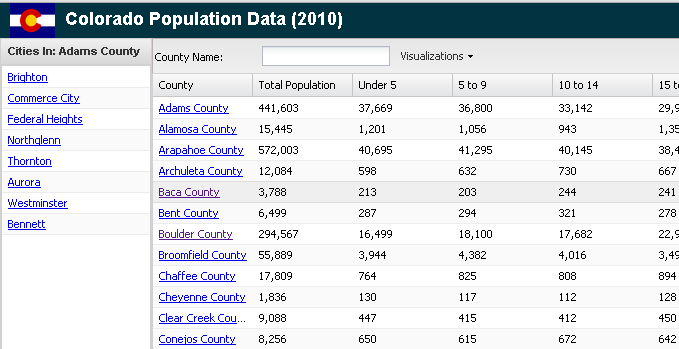 Colorado Population Data (2010)
Cities In: Adams County
Brighton
Commerce City
Federal Heights
Northglenn
Thornton
Aurora
Westminster
Bennett
County Name: Visualizations
County Total Population Under 5 5 to 9 10 to 14 15 to
Adams County 441,603 37,669 36,800 33,142 29,9
Alamosa County 15,445 1,201 1,056 943 1,35
Arapahoe County 572,003 40,695 41,295 40,145 38,4
Archuleta County 12,084 598 632 730 667
Baca County 3,788 213 203 244 241
Bent County 6,499 287 294 321 278
Boulder County 294,567 16,499 18,100 17,682 22,9
Broomfield County 55,889 3,944 4,382 4,016 3,49
Chaffee County 17,809 764 825 808 894
Cheyenne County 1,836 130 117 112 128
Clear Creek Cou... 9,088 447 415 412 450
Conejos County 8,256 650 615 672 642